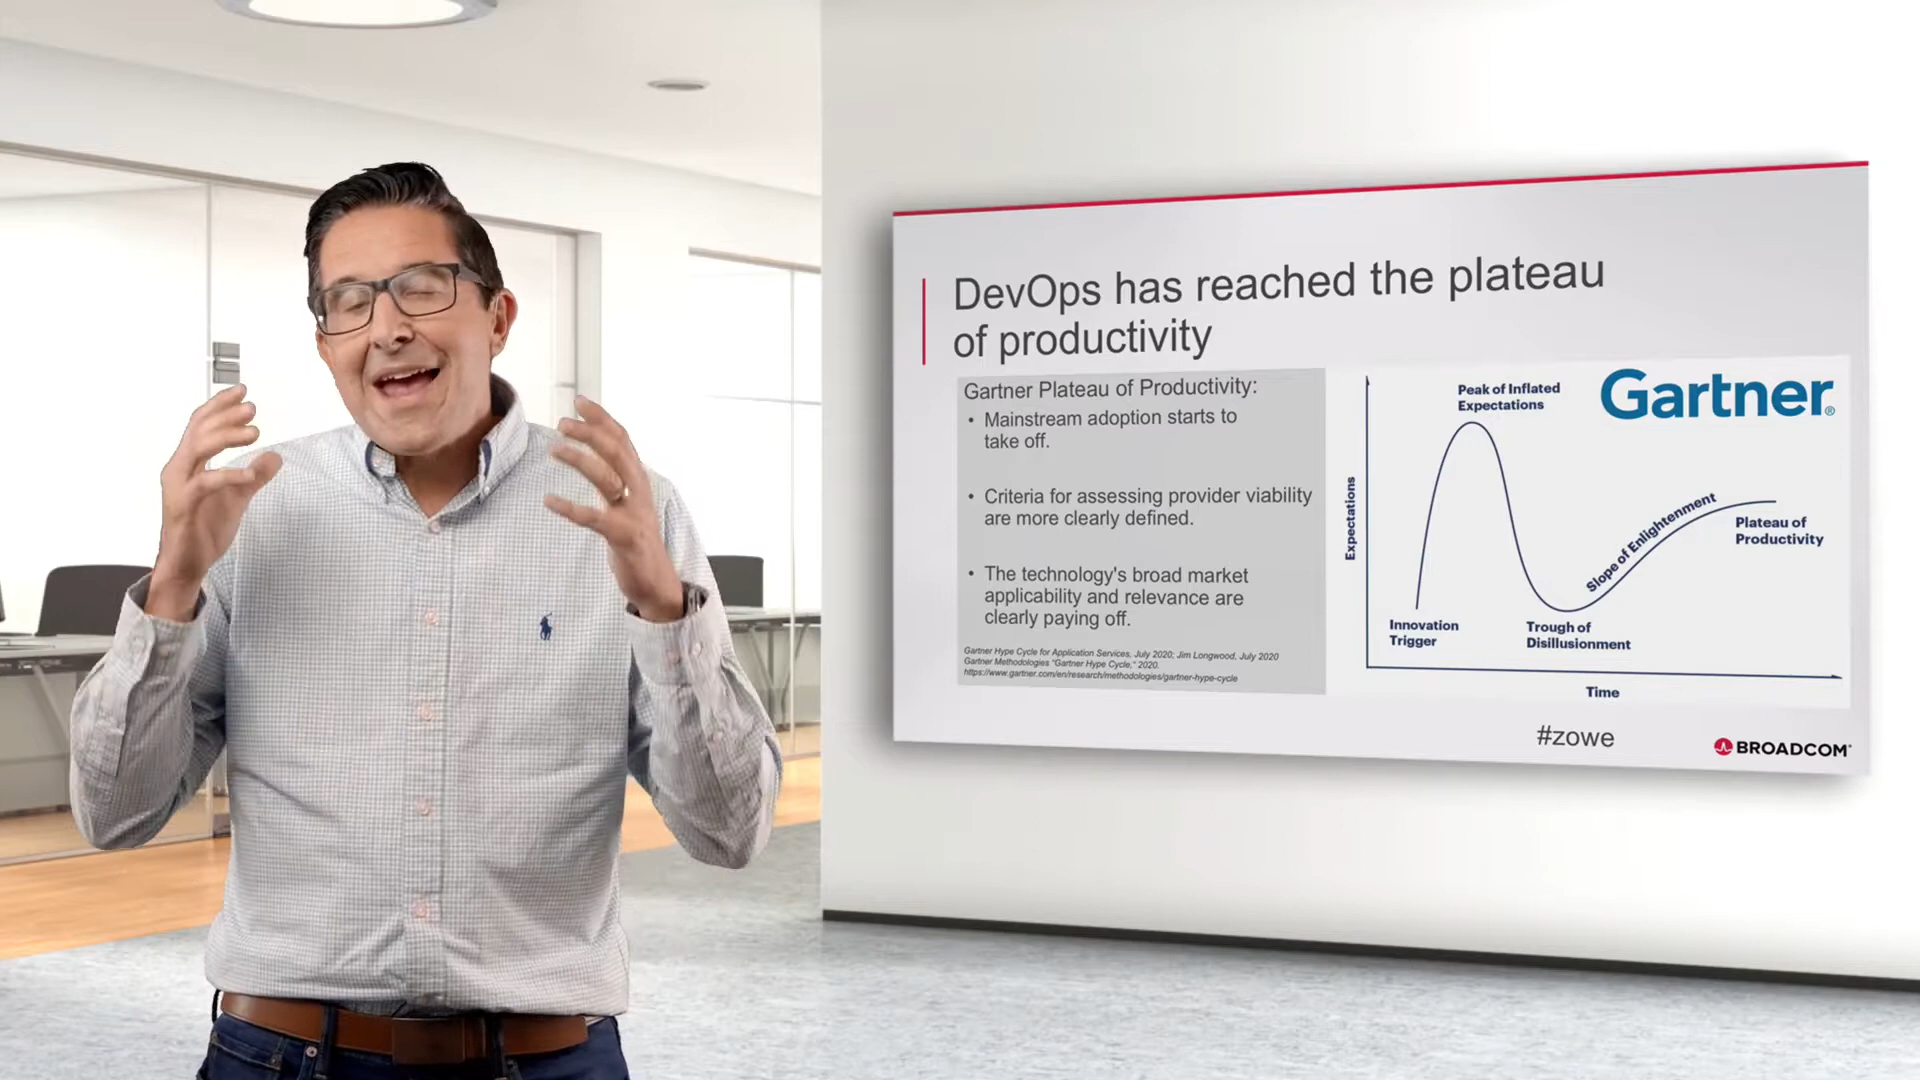 DevOps has reached the plateau
of productivity
Gartner Plateau of Productivity:
• Mainstream adoption starts to
take off.
• Criteria for assessing provider viability
are more clearly defined.
• The technology's broad market
applicability and relevance are
clearly paying off.
Gartner Hype Cycle for Application Services, July 2020; Jim Longwood, July 2020
Gartner Methodologies "Gartner Hype Cycle," 2020.
https://www.gartner.com/en/research/methodologies/gartner-hype-cycle
Gartner®
Peak of Inflated
Expectations
Expectations
Slope of Enlightenment
Plateau of
Productivity
Innovation
Trigger
Trough of
Disillusionment
Time
#zowe
BROADCOM®